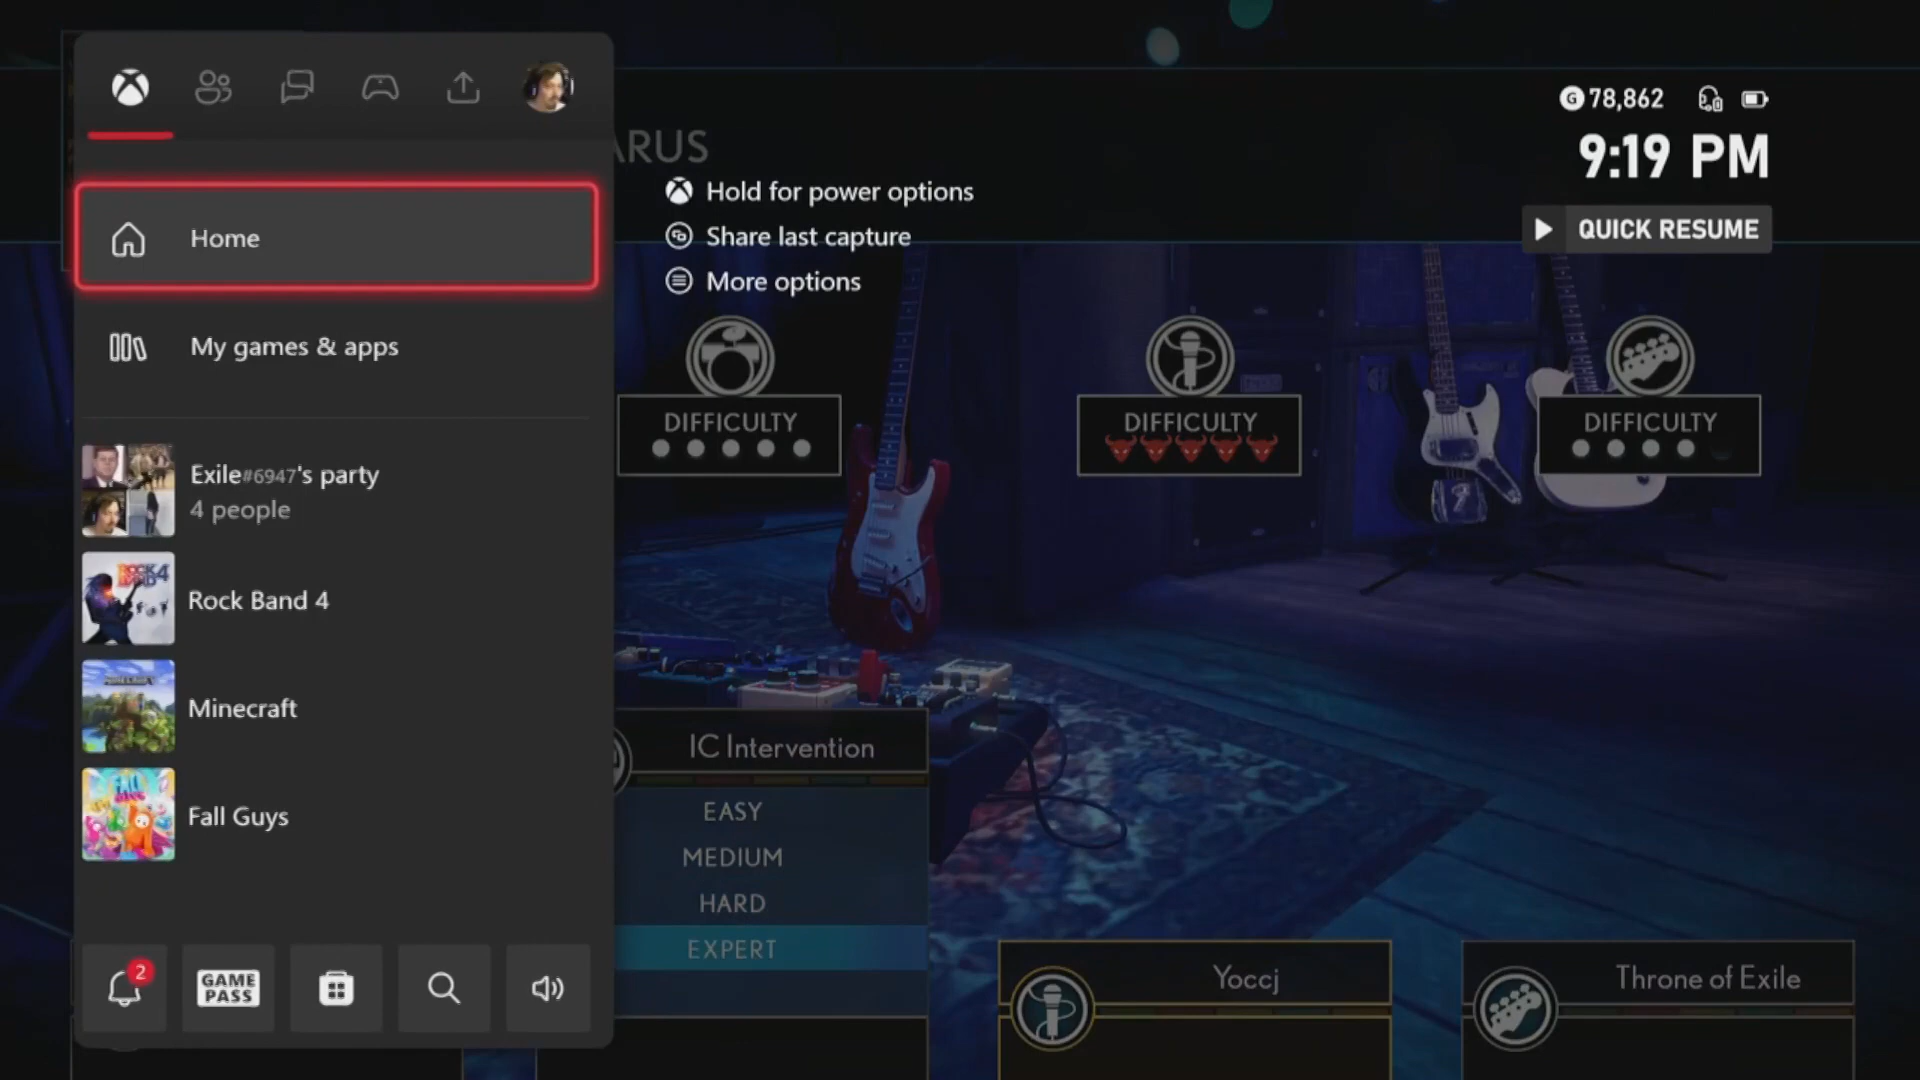 78,862
9:19 PM
QUICK RESUME
ARUS
Hold for power options
Share last capture
More options
Home
My games & apps
Exile#6947's party
4 people
Rock Band 4
Minecraft
Fall Guys
2
GAME
PASS
DIFFICULTY
DIFFICULTY
DIFFICULTY
IC Intervention
EASY
MEDIUM
HARD
EXPERT
Yoccj
Throne of Exile